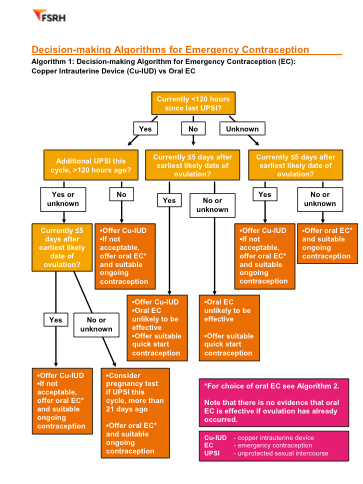 FSRH
Decision-making Algorithms for Emergency Contraception
Algorithm 1: Decision-making Algorithm for Emergency Contraception (EC):
Copper Intrauterine Device (Cu-IUD) vs Oral EC
Currently <120 hours
since last UPSI?
Yes
No
Unknown
Additional UPSI this
cycle, >120 hours ago?
Currently ≤5 days after
earliest likely date of
ovulation?
Currently ≤5 days after
earliest likely date of
ovulation?
Yes or
unknown
No
Yes
No or
unknown
Yes
No or
unknown
Currently ≤5
days after
earliest likely
date of
ovulation?
•Offer Cu-IUD
•If not
acceptable,
offer oral EC*
and suitable
ongoing
contraception
•Offer Cu-IUD
•If not
acceptable,
offer oral EC*
and suitable
ongoing
contraception
•Offer oral EC*
and suitable
ongoing
contraception
•Offer Cu-IUD
•Oral EC
unlikely to be
effective
•Offer suitable
quick start
contraception
•Oral EC
unlikely to be
effective
•Offer suitable
quick start
contraception
Yes
No or
unknown
•Offer Cu-IUD
•If not
acceptable,
offer oral EC*
and suitable
ongoing
contraception
•Consider
pregnancy test
if UPSI this
cycle, more than
21 days ago
•Offer oral EC*
and suitable
ongoing
contraception
*For choice of oral EC see Algorithm 2.
Note that there is no evidence that oral
EC is effective if ovulation has already
occurred.
Cu-IUD - copper intrauterine device
EC - emergency contraception
UPSI - unprotected sexual intercourse